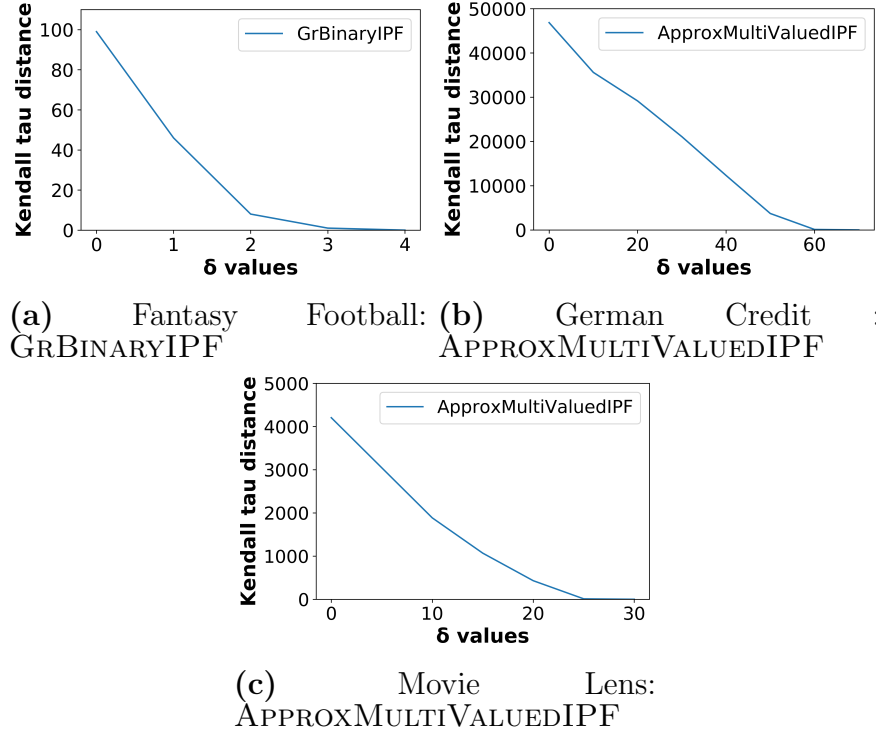 Kendall tau distance
100
80
60
40
20
0
GrBinaryIPF
0 1 2 3 4
δ values
Kendall tau distance
50000
40000
30000
20000
10000
0
ApproxMultiValuedIPF
0 20 40 60
δ values
(a) Fantasy Football:
GRBINARYIPF
(b) German Credit :
APPROXMULTIVALUEDIPF
Kendall tau distance
5000
4000
3000
2000
1000
0
ApproxMultiValuedIPF
0 10 20 30
δ values
(c) Movie Lens:
APPROXMULTIVALUEDIPF